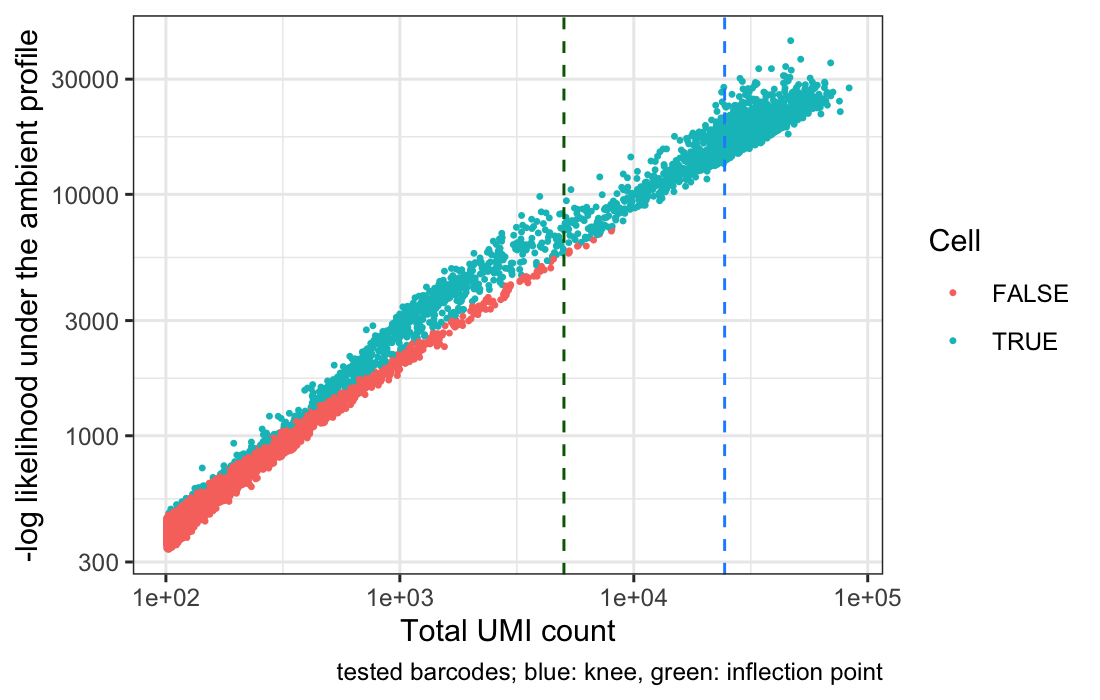 -log likelihood under the ambient profile
30000
10000
3000
1000
300
1e+02 1e+03 1e+04 1e+05
Total UMI count
tested barcodes; blue: knee, green: inflection point
Cell
FALSE
TRUE